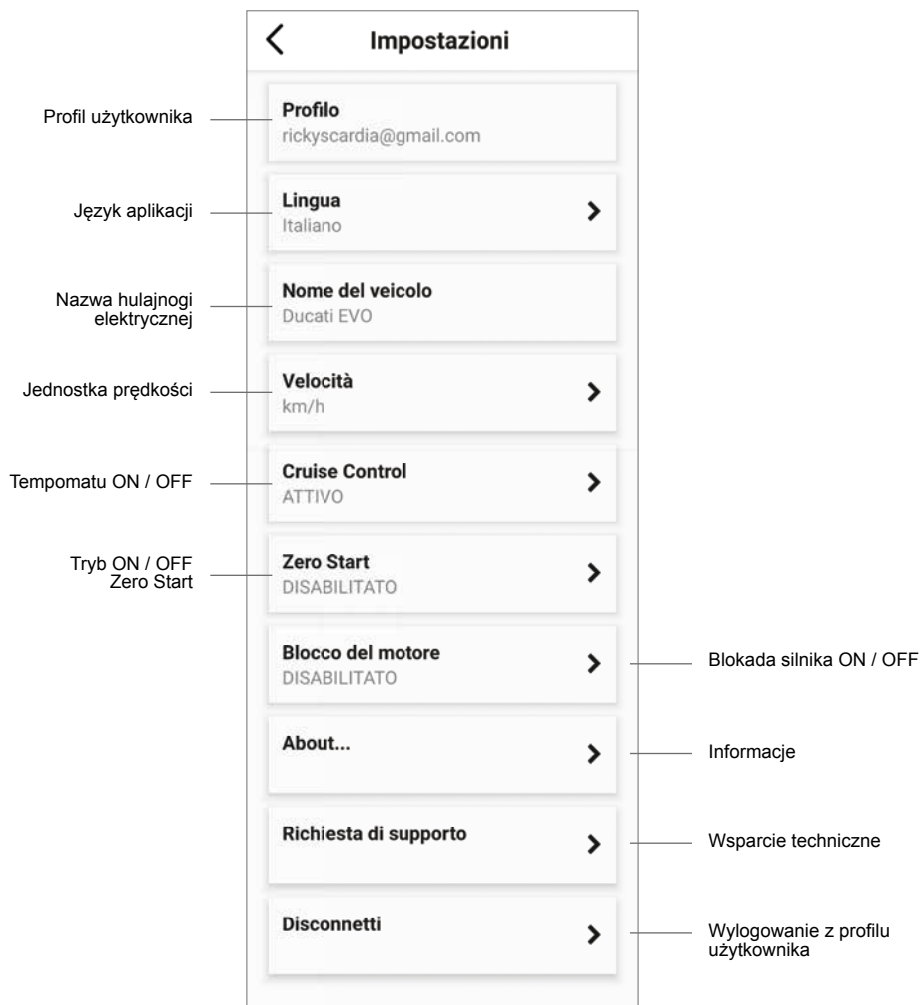 Impostazioni
Profil użytkownika
Profilo
rickyscardia@gmail.com
Język aplikacji
Lingua
Italiano
Nazwa hulajnogi
elektrycznej
Nome del veicolo
Ducati EVO
Jednostka prędkości
Velocità
km/h
Tempomatu ON / OFF
Cruise Control
ATTIVO
Tryb ON / OFF
Zero Start
Zero Start
DISABILITATO
Blocco del motore
DISABILITATO
Blokada silnika ON / OFF
About...
Informacje
Richiesta di supporto
Wsparcie techniczne
Disconnetti
Wylogowanie z profilu
użytkownika